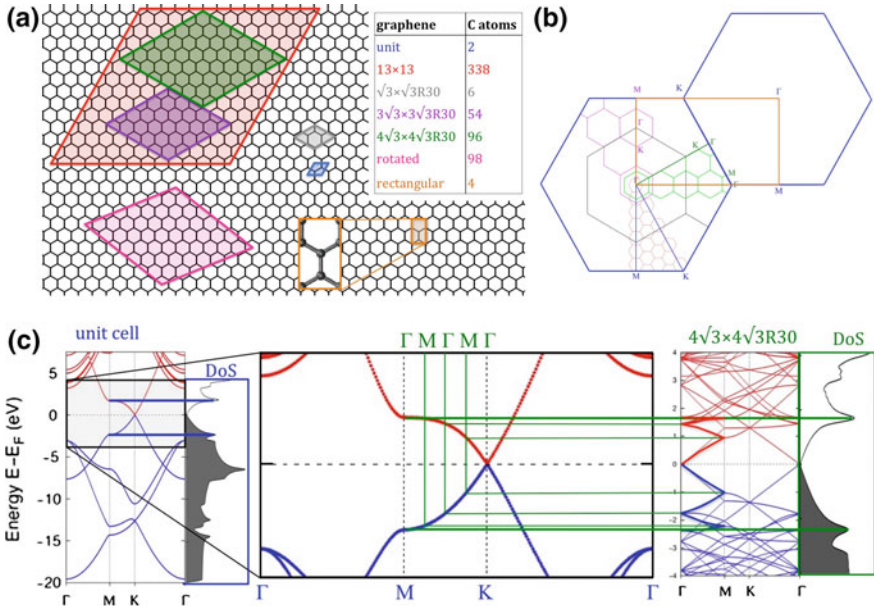 (a)
graphene C atoms
unit 2
13×13 338
√3×√3R30 6
3√3×3√3R30 54
4√3×4√3R30 96
rotated 98
rectangular 4
(b)
M K Γ
Γ K Γ
K M
Γ Γ M
M K
(c)
unit cell
DoS
Energy E-E_F (eV)
5
0
-5
-10
-15
-20
Γ M K Γ
Γ M Γ M Γ
Γ M K Γ
4√3×4√3R30
DoS
4
3
2
1
0
-1
-2
-3
-4
Γ M K Γ